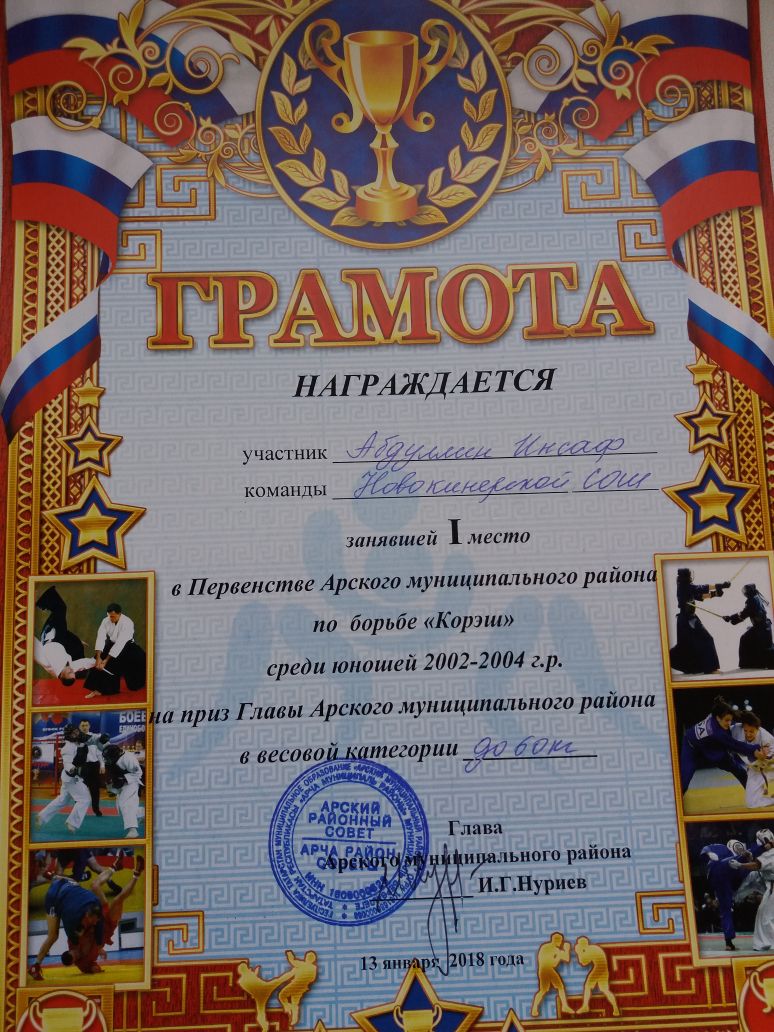 ГРАМОТА
НАГРАЖДАЕТСЯ
участник Абдуллин Инсаф
команды Новокинерской СОШ
занявшей I место
в Первенстве Арского муниципального района
по борьбе «Корэш»
среди юношей 2002-2004 г.р.
на приз Главы Арского муниципального района
в весовой категории до 60кг
АРСКИЙ
РАЙОННЫЙ
СОВЕТ
АРЧА РАЙОН
Глава
Арского муниципального района
И.Г.Нуриев
13 января 2018 года